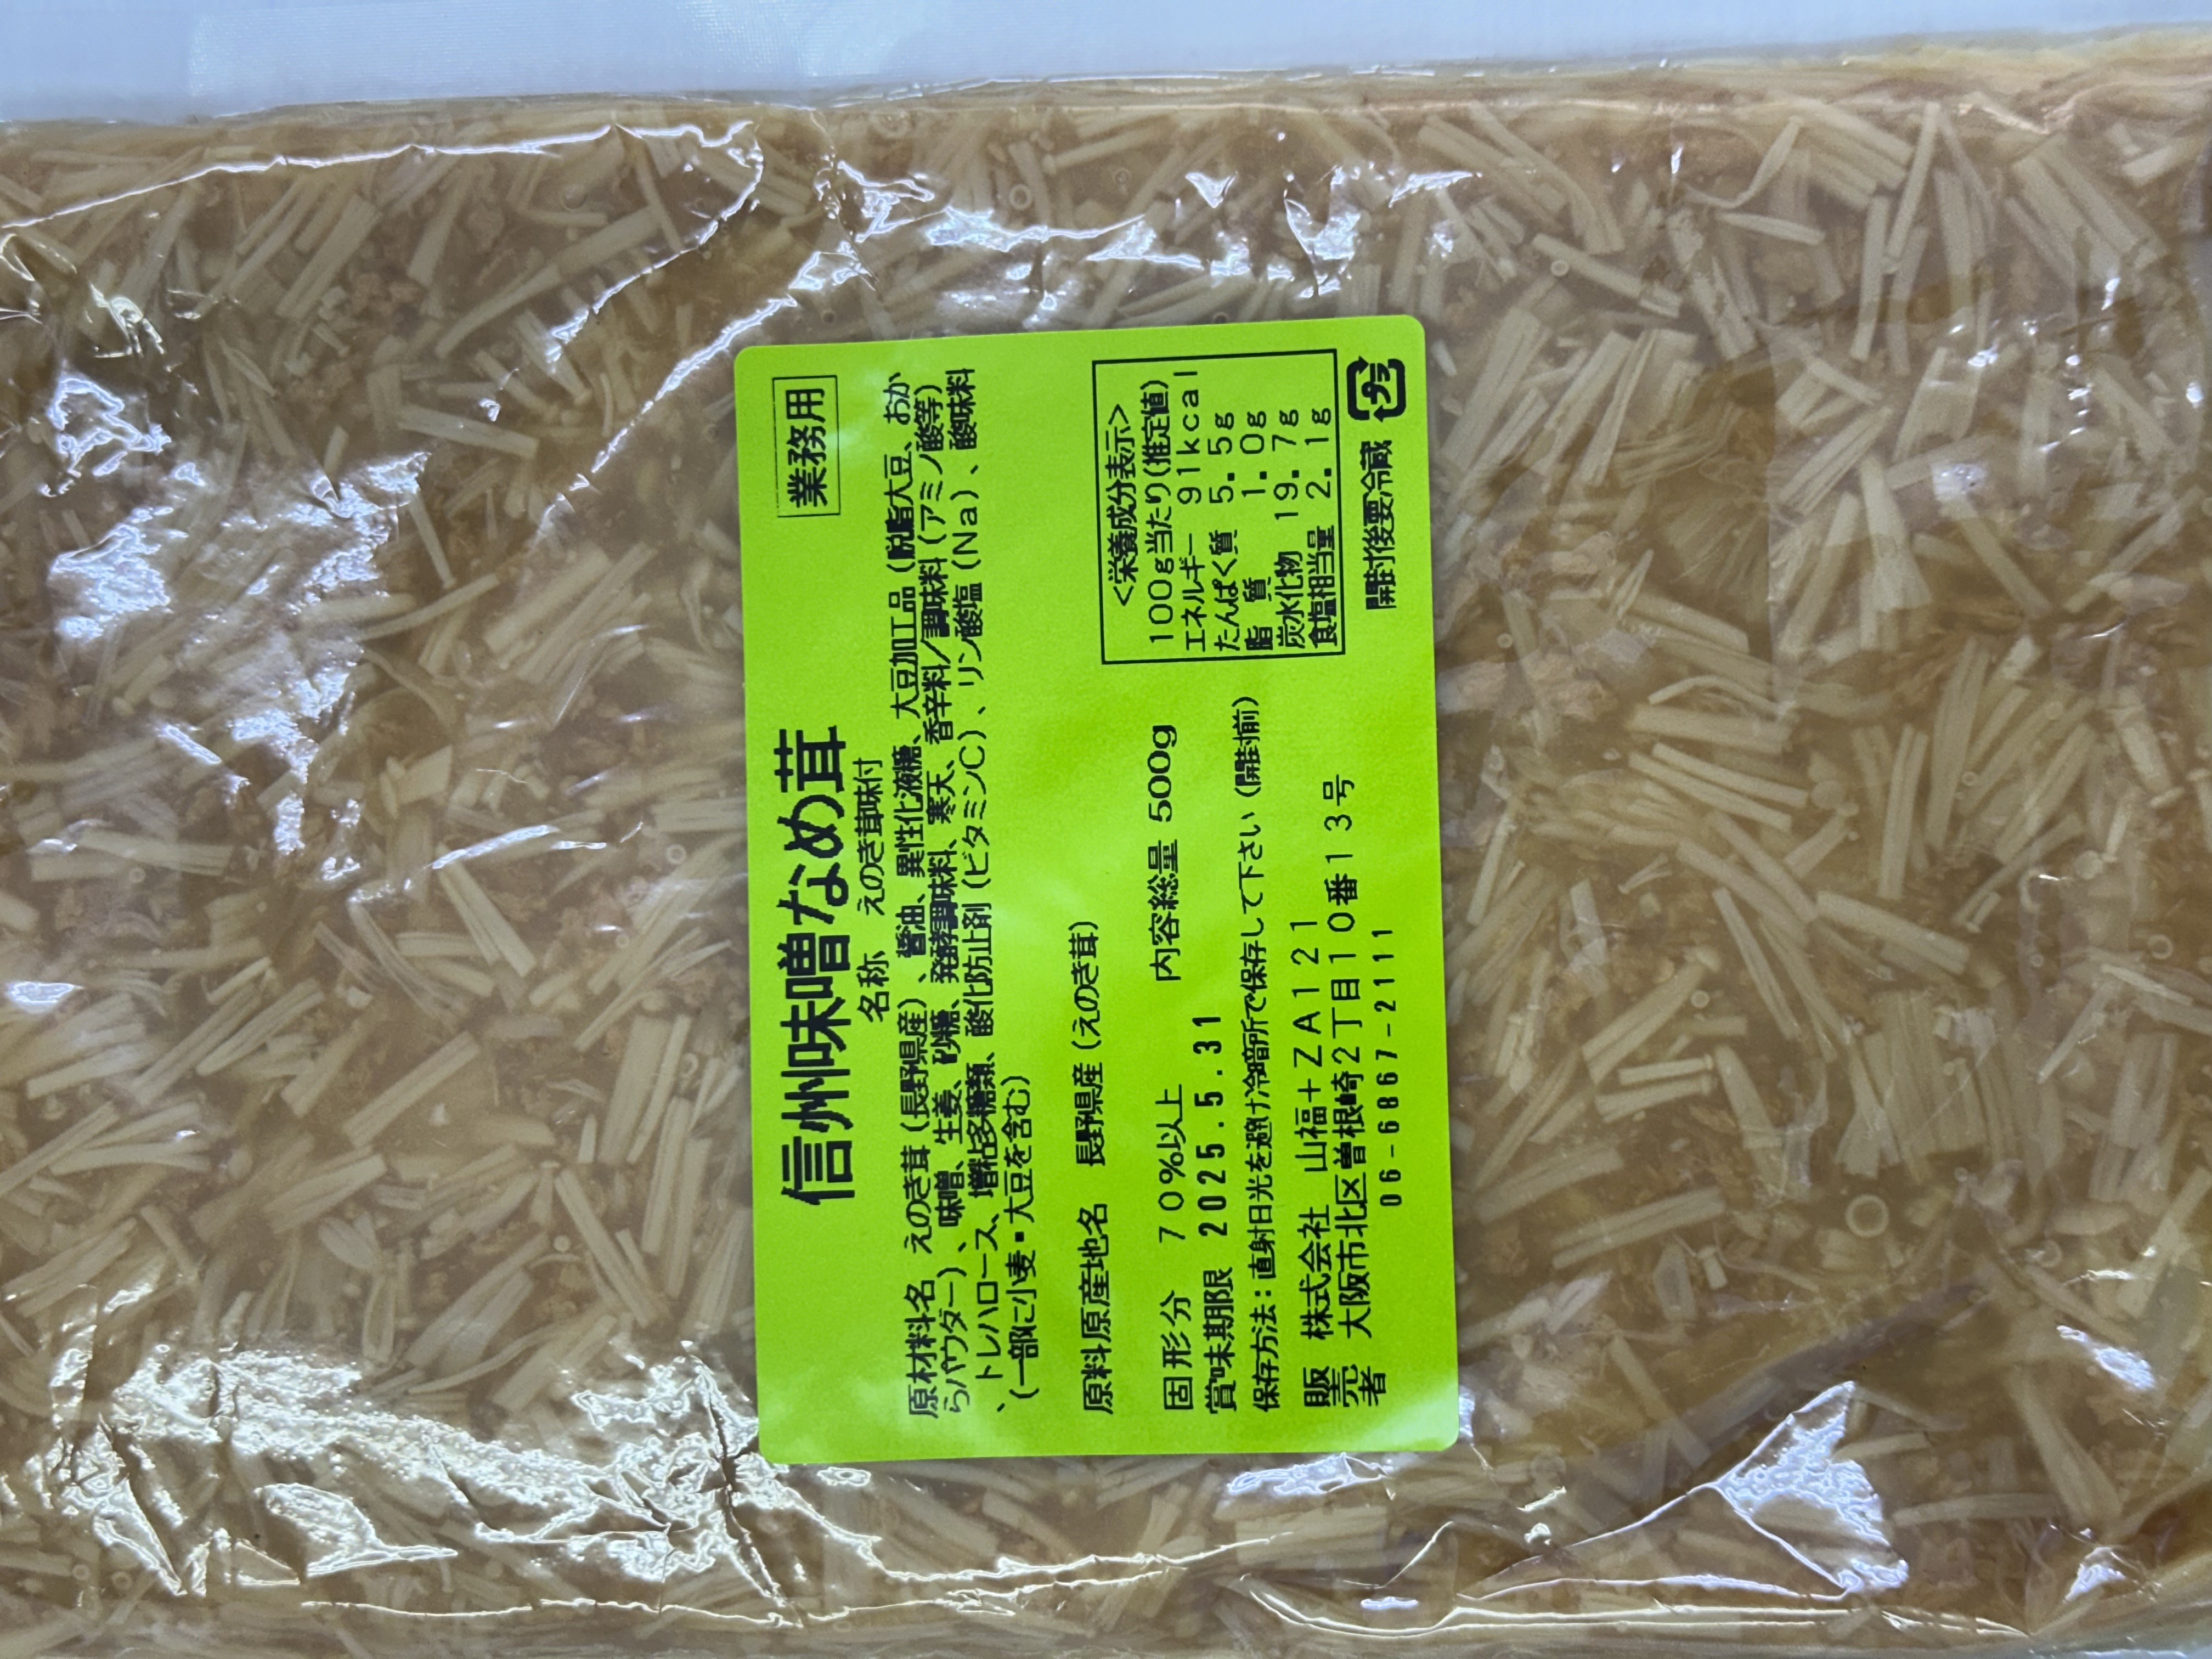 業務用
信州味噌なめ茸
名称　えのき茸味付
原材料名 えのき茸（長野県産）、醤油、異性化液糖、大豆加工品（脱脂大豆、おか
らパウダー）、味噌、生姜、砂糖、発酵調味料、寒天、香辛料／調味料（アミノ酸等）
、トレハロース、増粘多糖類、酸化防止剤（ビタミンC）、リン酸塩（Na）、酸味料
（一部に小麦・大豆を含む）
原料原産地名　長野県産（えのき茸）
固形分　70%以上　内容総量 500g
賞味期限 2025.5.31
保存方法：直射日光を避け冷暗所で保存して下さい（開封前）
販売者 株式会社 山福＋ZA121
大阪市北区曽根崎2丁目10番13号
06-6867-2111
<栄養成分表示>
100g当たり(推定値)
エネルギー 91kcal
たんぱく質 5.5g
脂質 1.0g
炭水化物 19.7g
食塩相当量 2.1g
開封後要冷蔵
プラ